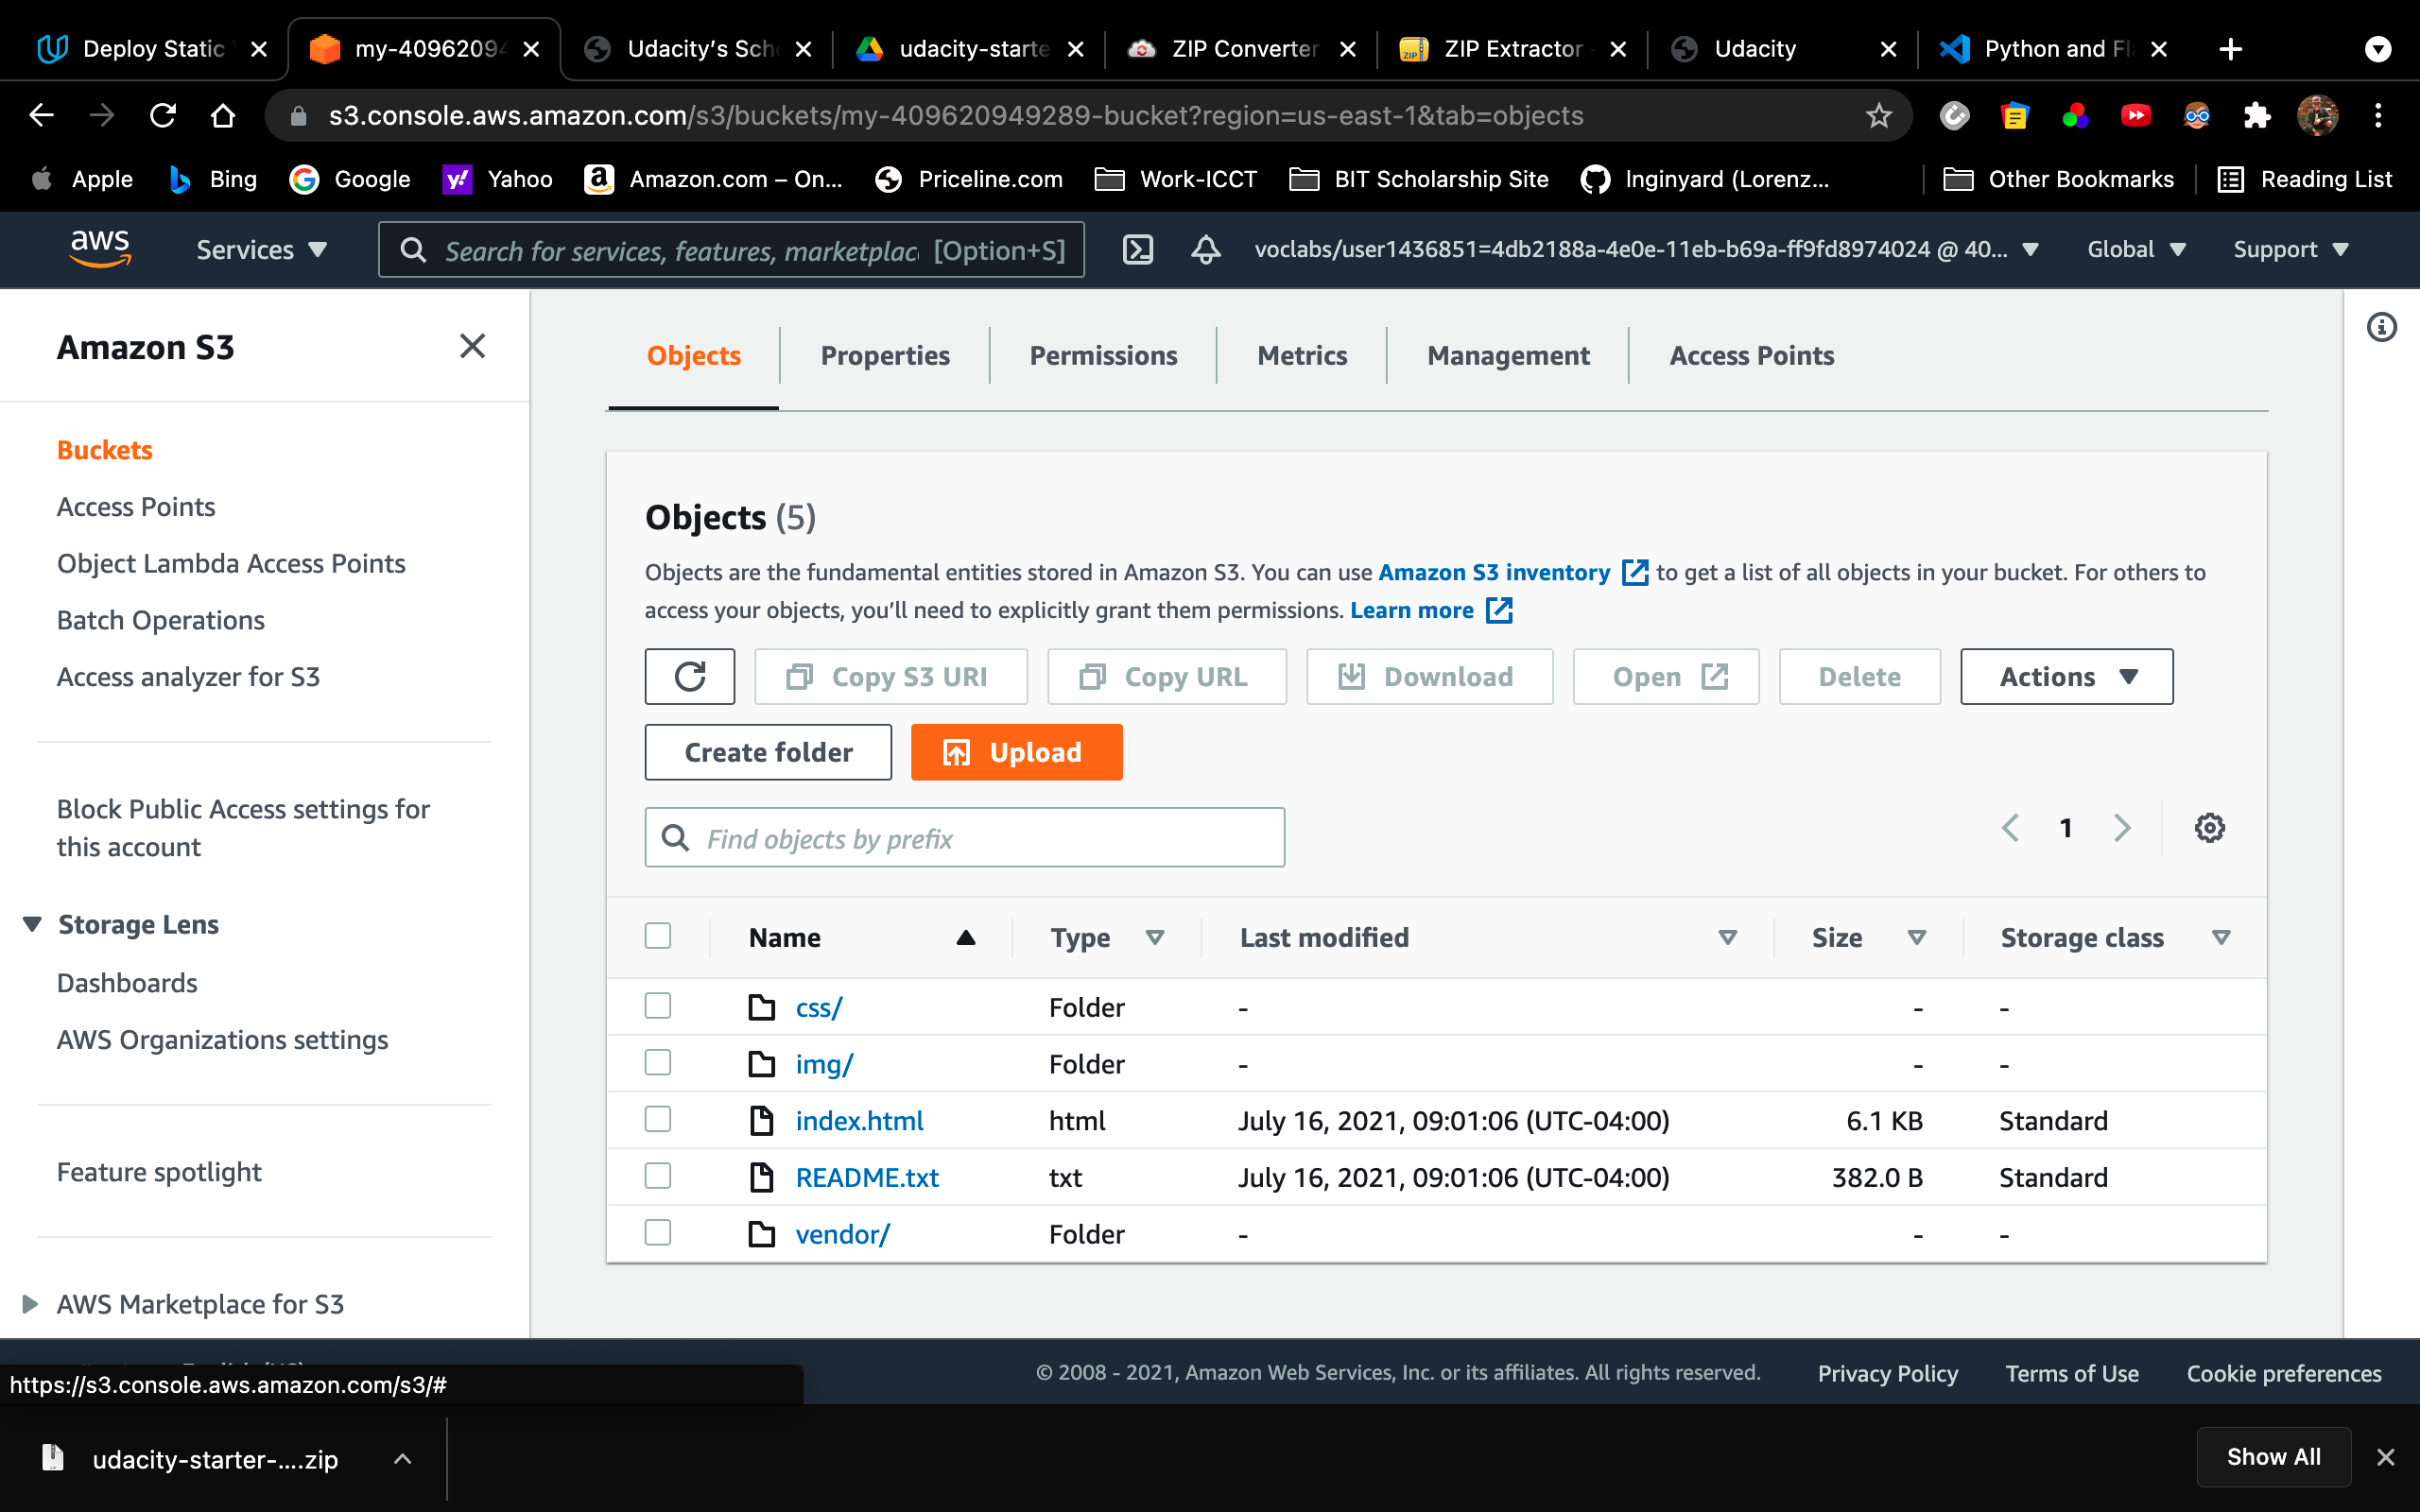 Deploy Static
my-40962094
Udacity's Sch
udacity-starte
ZIP Converter
ZIP Extractor
Udacity
Python and Fl
s3.console.aws.amazon.com/s3/buckets/my-409620949289-bucket?region=us-east-1&tab=objects
Apple
Bing
Google
Yahoo
Amazon.com – On...
Priceline.com
Work-ICCT
BIT Scholarship Site
Inginyard (Lorenz...
Other Bookmarks
Reading List
aws
Services
Search for services, features, marketplac [Option+S]
voclabs/user1436851=4db2188a-4e0e-11eb-b69a-ff9fd8974024 @ 40...
Global
Support
Amazon S3
Buckets
Access Points
Object Lambda Access Points
Batch Operations
Access analyzer for S3
Block Public Access settings for
this account
Storage Lens
Dashboards
AWS Organizations settings
Feature spotlight
AWS Marketplace for S3
Objects
Properties
Permissions
Metrics
Management
Access Points
Objects (5)
Objects are the fundamental entities stored in Amazon S3. You can use Amazon S3 inventory to get a list of all objects in your bucket. For others to
access your objects, you'll need to explicitly grant them permissions. Learn more
Copy S3 URI
Copy URL
Download
Open
Delete
Actions
Create folder
Upload
Find objects by prefix
1
Name Type Last modified Size Storage class
css/ Folder - - -
img/ Folder - - -
index.html html July 16, 2021, 09:01:06 (UTC-04:00) 6.1 KB Standard
README.txt txt July 16, 2021, 09:01:06 (UTC-04:00) 382.0 B Standard
vendor/ Folder - - -
© 2008 - 2021, Amazon Web Services, Inc. or its affiliates. All rights reserved.
Privacy Policy
Terms of Use
Cookie preferences
https://s3.console.aws.amazon.com/s3/#
udacity-starter-....zip
Show All